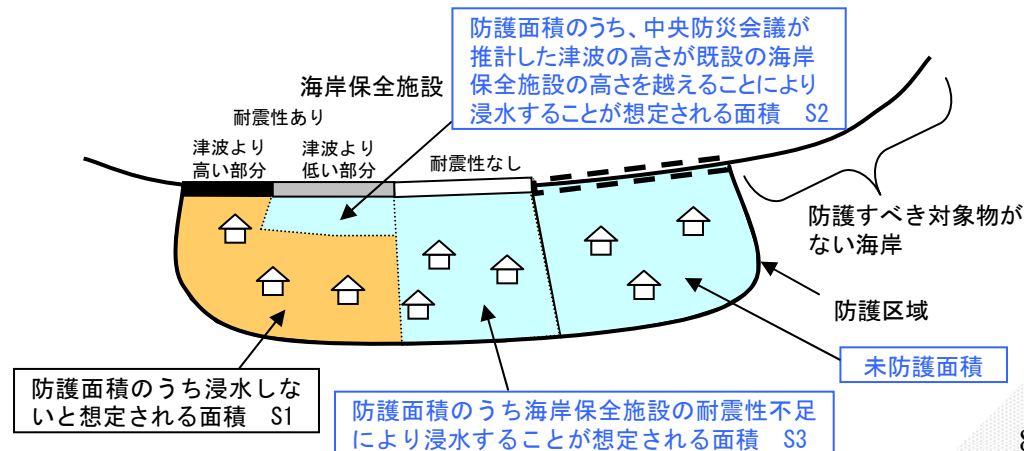 防護面積のうち、中央防災会議が
推計した津波の高さが既設の海岸
保全施設の高さを越えることにより
浸水することが想定される面積　S2
海岸保全施設
耐震性あり
津波より
高い部分
津波より
低い部分
耐震性なし
防護すべき対象物が
ない海岸
防護区域
未防護面積
防護面積のうち浸水しな
いと想定される面積　S1
防護面積のうち海岸保全施設の耐震性不足
により浸水することが想定される面積　S3